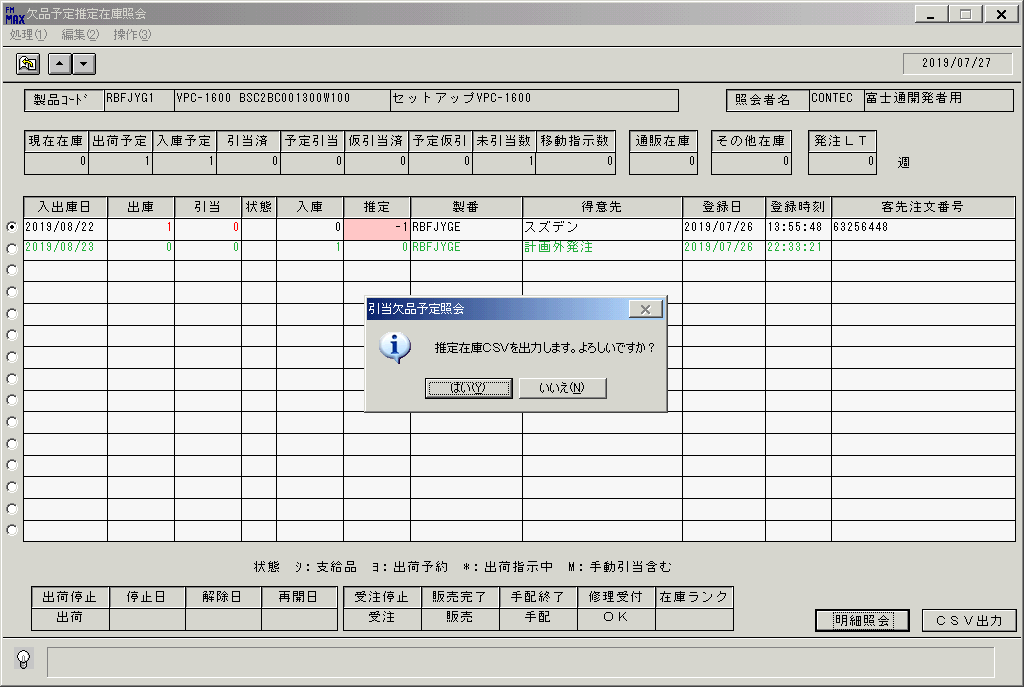 FM MAX 欠品予定推定在庫照会
処理(1) 編集(2) 操作(3)
2019/07/27
製品コード RBFJYG1 VPC-1600 BSC2BC001300W100 セットアップVPC-1600 照会者名 CONTEC 富士通開発者用
現在在庫 出荷予定 入庫予定 引当済 予定引当 仮引当済 予定仮引 未引当数 移動指示数 通販在庫 その他在庫 発注ＬＴ
0 1 1 0 0 0 0 1 0 0 0 0 週
入出庫日 出庫 引当 状態 入庫 推定 製番 得意先 登録日 登録時刻 客先注文番号
2019/08/22 1 0 0 -1 RBFJYGE スズデン 2019/07/26 13:55:48 63256448
2019/08/23 0 0 1 0 RBFJYGE 計画外発注 2019/07/26 22:33:21
引当欠品予定照会
推定在庫CSVを出力します。よろしいですか？
はい(Y) いいえ(N)
状態 ｼ：支給品 ﾖ：出荷予約 *：出荷指示中 M：手動引当含む
出荷停止 停止日 解除日 再開日 受注停止 販売完了 手配終了 修理受付 在庫ランク
出荷 受注 販売 手配 ＯＫ
明細照会 ＣＳＶ出力